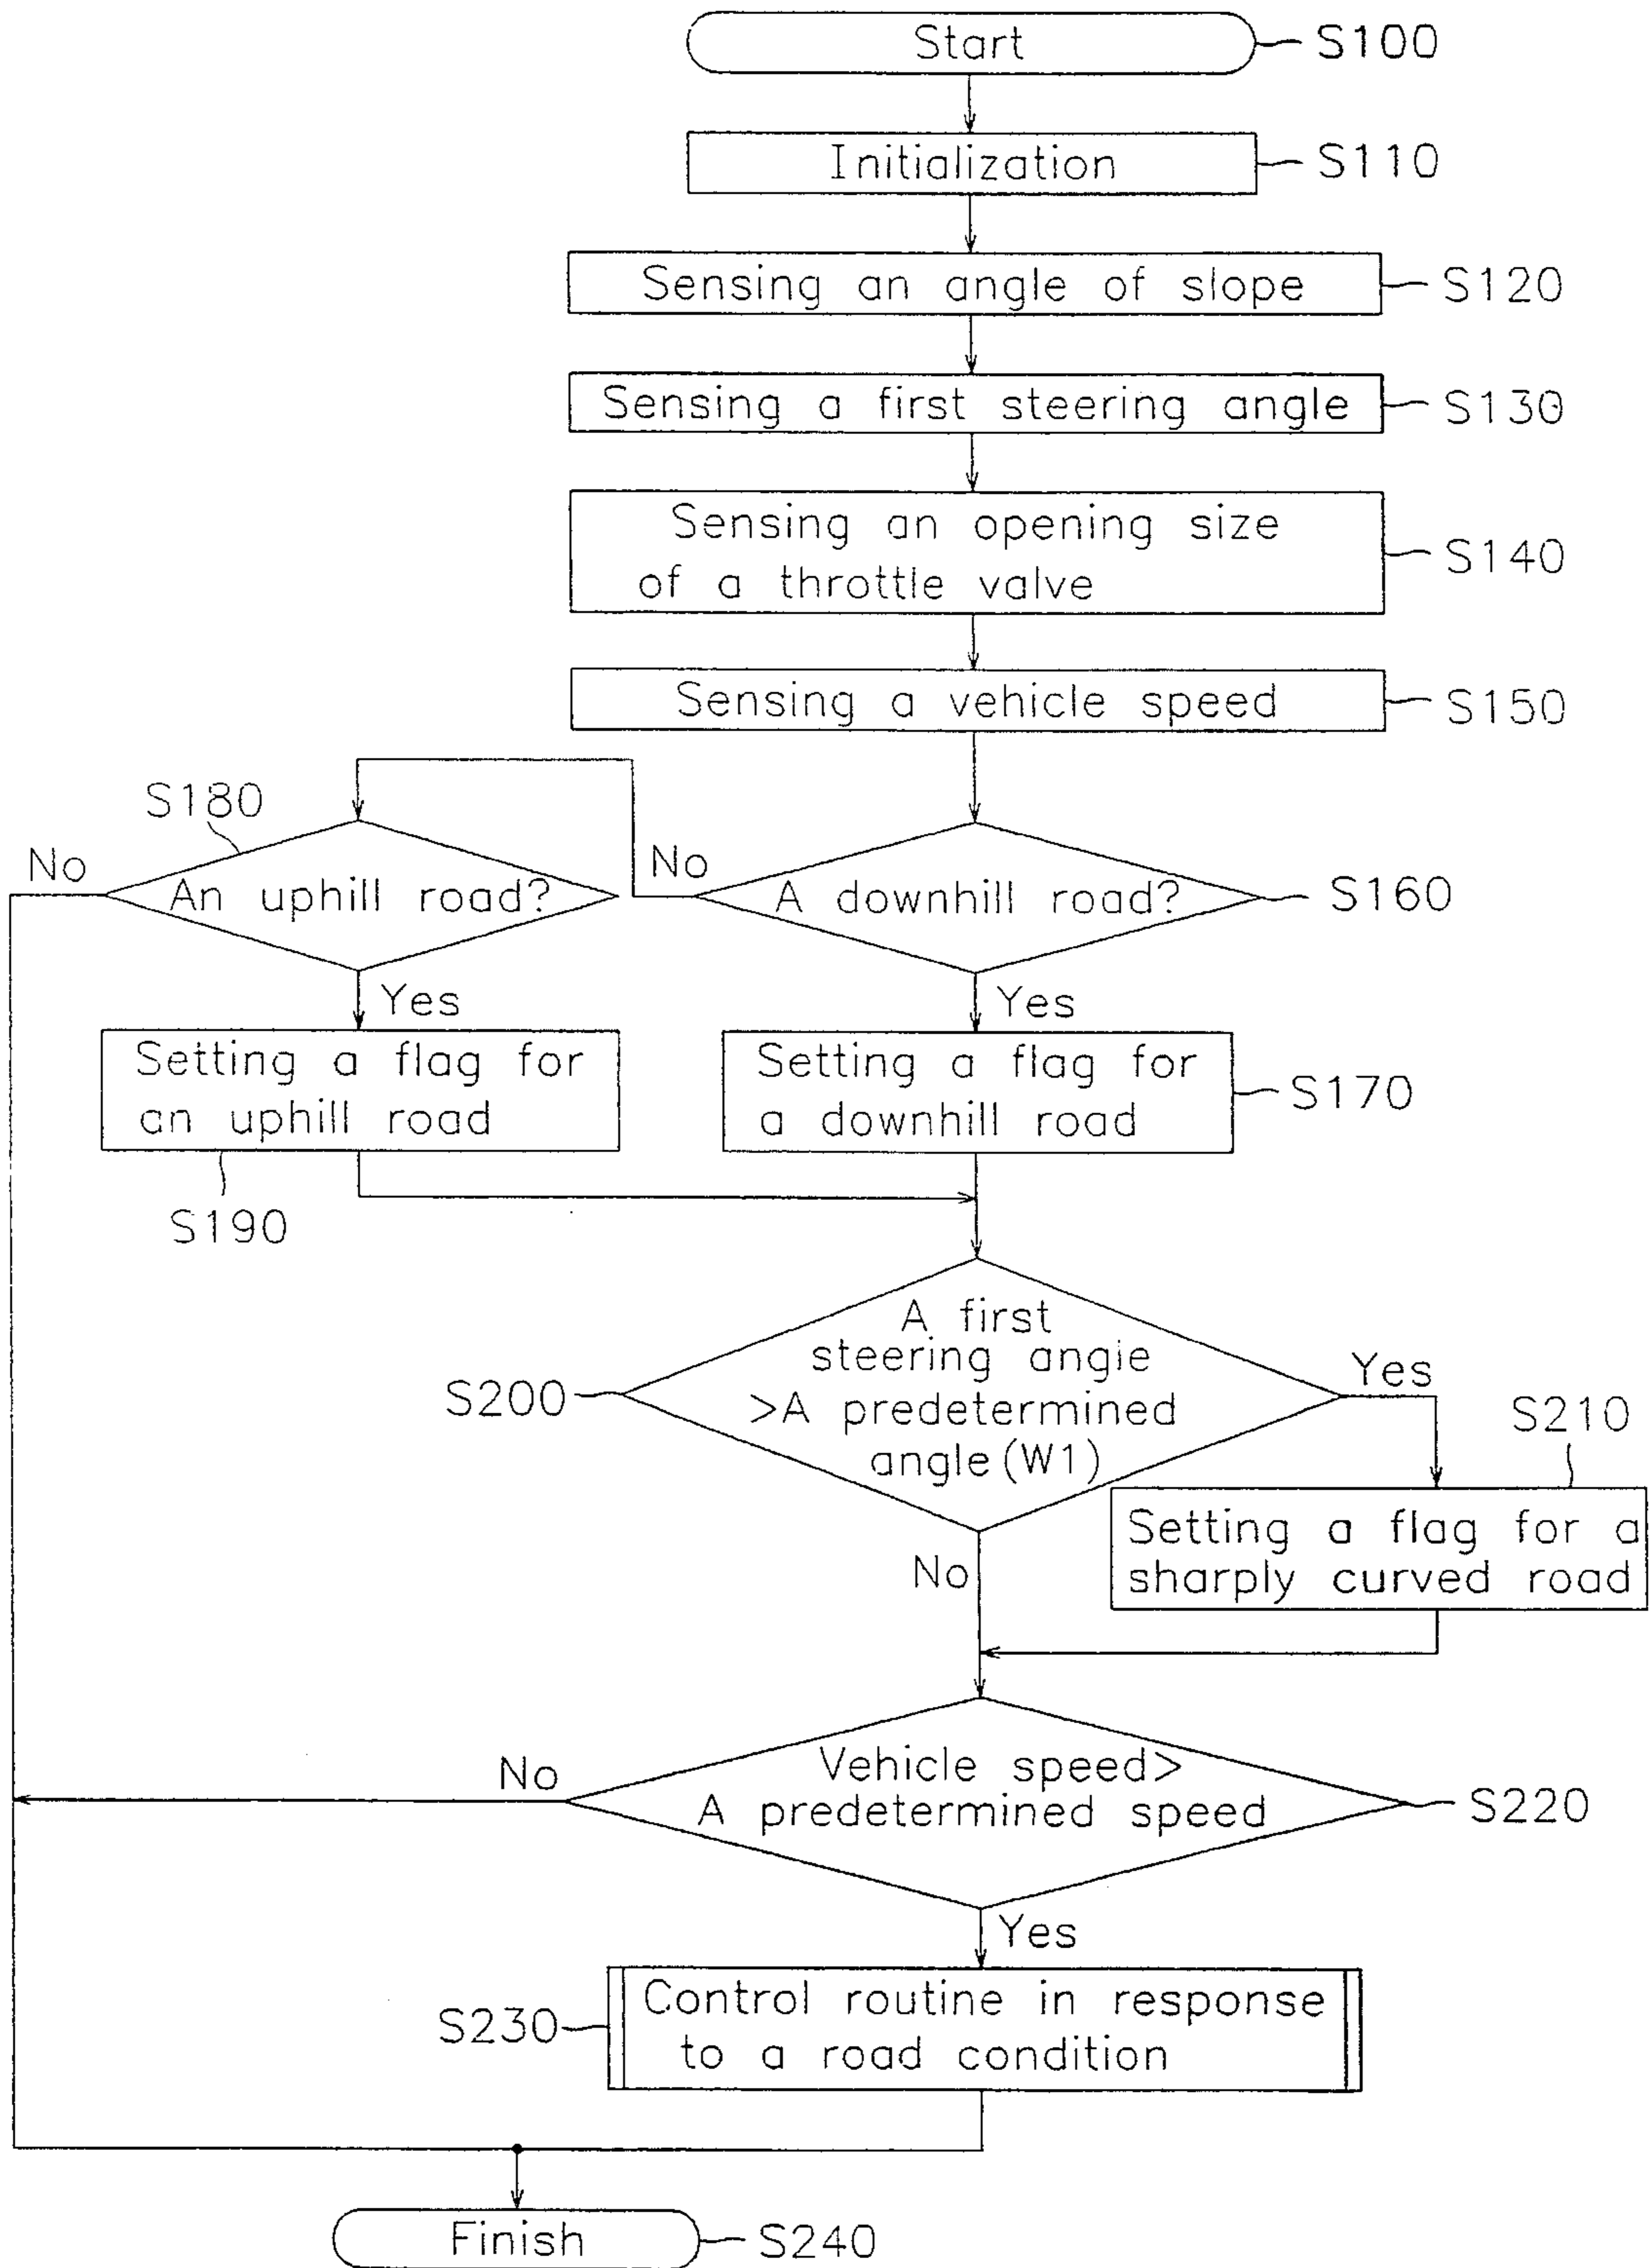 Start
S100
Initialization
S110
Sensing an angle of slope
S120
Sensing a first steering angle
S130
Sensing an opening size
of a throttle valve
S140
Sensing a vehicle speed
S150
S180
No
An uphill road?
No
A downhill road?
S160
Yes
Yes
Setting a flag for
an uphill road
S190
Setting a flag for
a downhill road
S170
A first
steering angle
>A predetermined
angle(W1)
S200
Yes
S210
Setting a flag for a
sharply curved road
No
Vehicle speed>
A predetermined speed
No
S220
Yes
Control routine in response
to a road condition
S230
Finish
S240